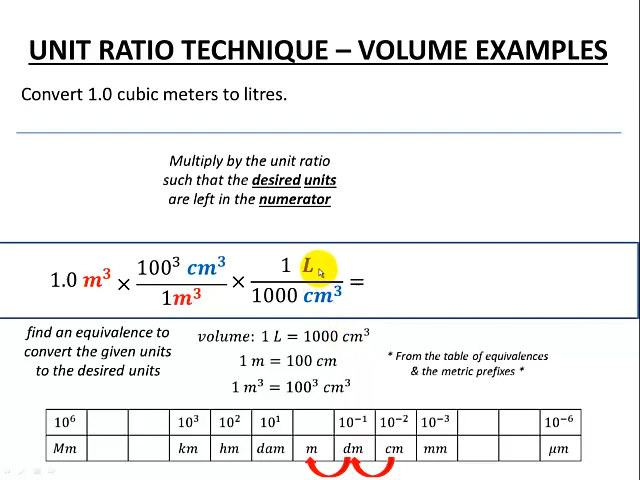 UNIT RATIO TECHNIQUE – VOLUME EXAMPLES
Convert 1.0 cubic meters to litres.
Multiply by the unit ratio
such that the desired units
are left in the numerator
1.0 m³ × 100³ cm³ / 1m³ × 1 L / 1000 cm³ =
find an equivalence to
convert the given units
to the desired units
volume: 1 L = 1000 cm³
1 m = 100 cm
1 m³ = 100³ cm³
* From the table of equivalences
& the metric prefixes *
10⁶ 10³ 10² 10¹ 10⁻¹ 10⁻² 10⁻³ 10⁻⁶
Mm km hm dam m dm cm mm μm